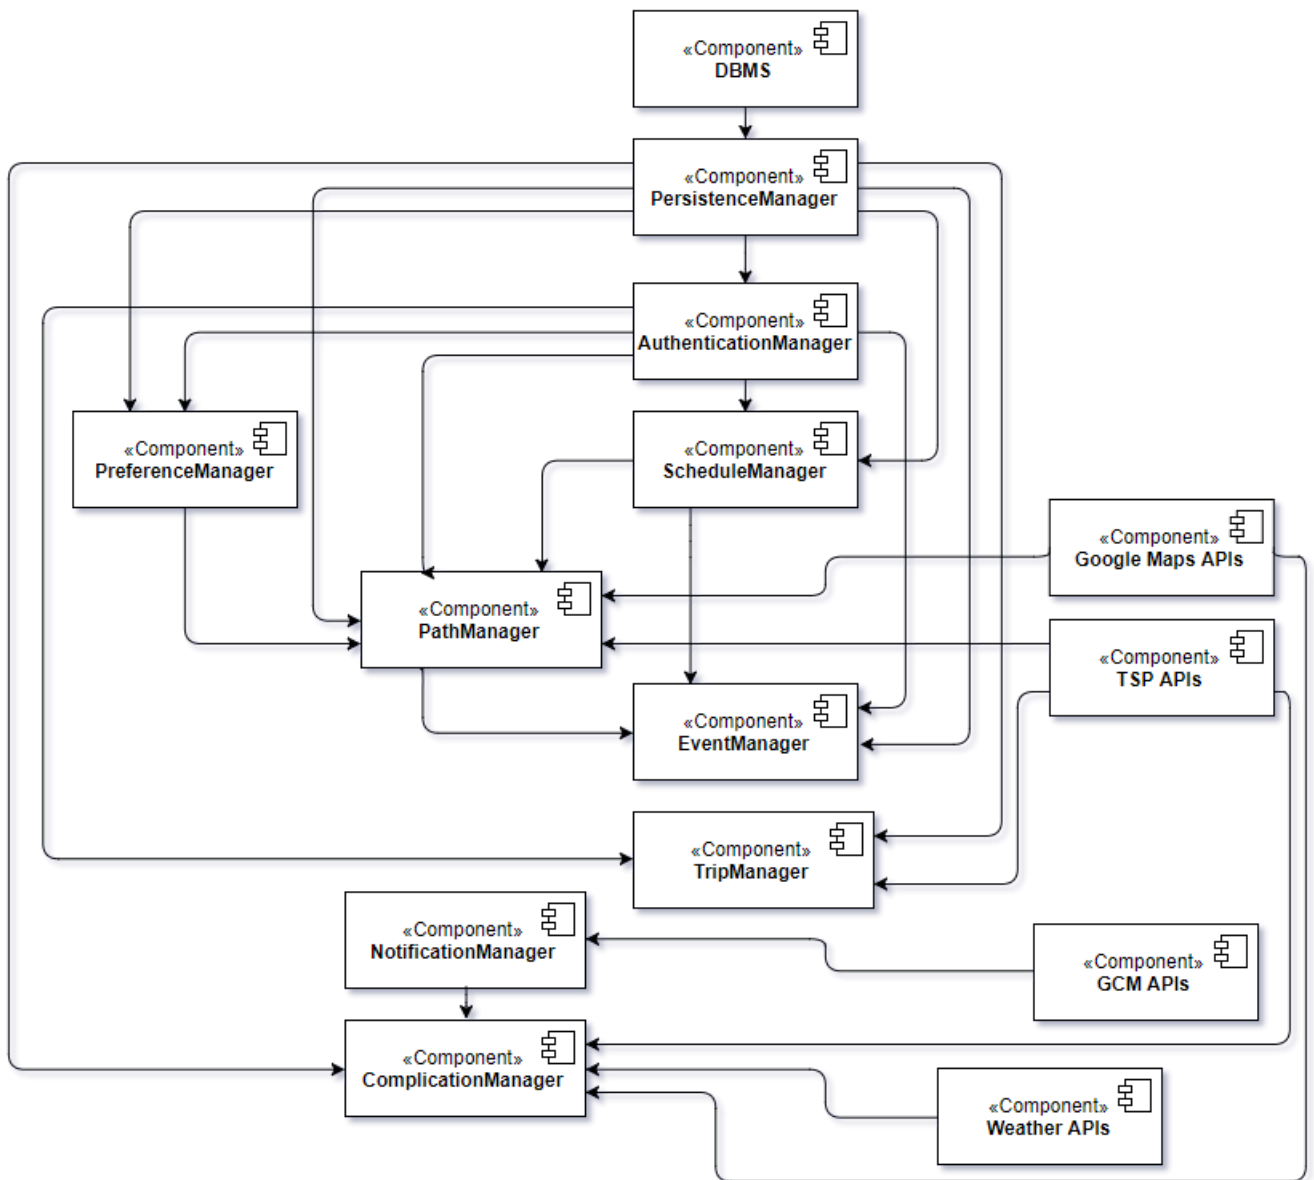 «Component»
DBMS
«Component»
PersistenceManager
«Component»
AuthenticationManager
«Component»
PreferenceManager
«Component»
ScheduleManager
«Component»
Google Maps APIs
«Component»
PathManager
«Component»
TSP APIs
«Component»
EventManager
«Component»
TripManager
«Component»
NotificationManager
«Component»
GCM APIs
«Component»
ComplicationManager
«Component»
Weather APIs